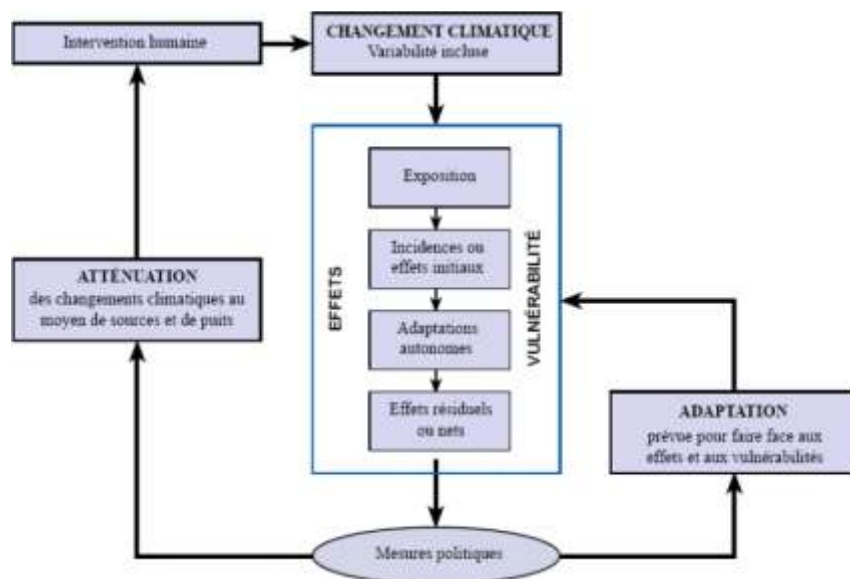 Intervention humaine
CHANGEMENT CLIMATIQUE
Variabilité incluse
Exposition
Incidences ou
effets initiaux
EFFETS
VULNÉRABILITÉ
Adaptations
autonomes
Effets résiduels
ou nets
ATTÉNUATION
des changements climatiques au
moyen de sources et de puits
ADAPTATION
prévue pour faire face aux
effets et aux vulnérabilités
Mesures politiques